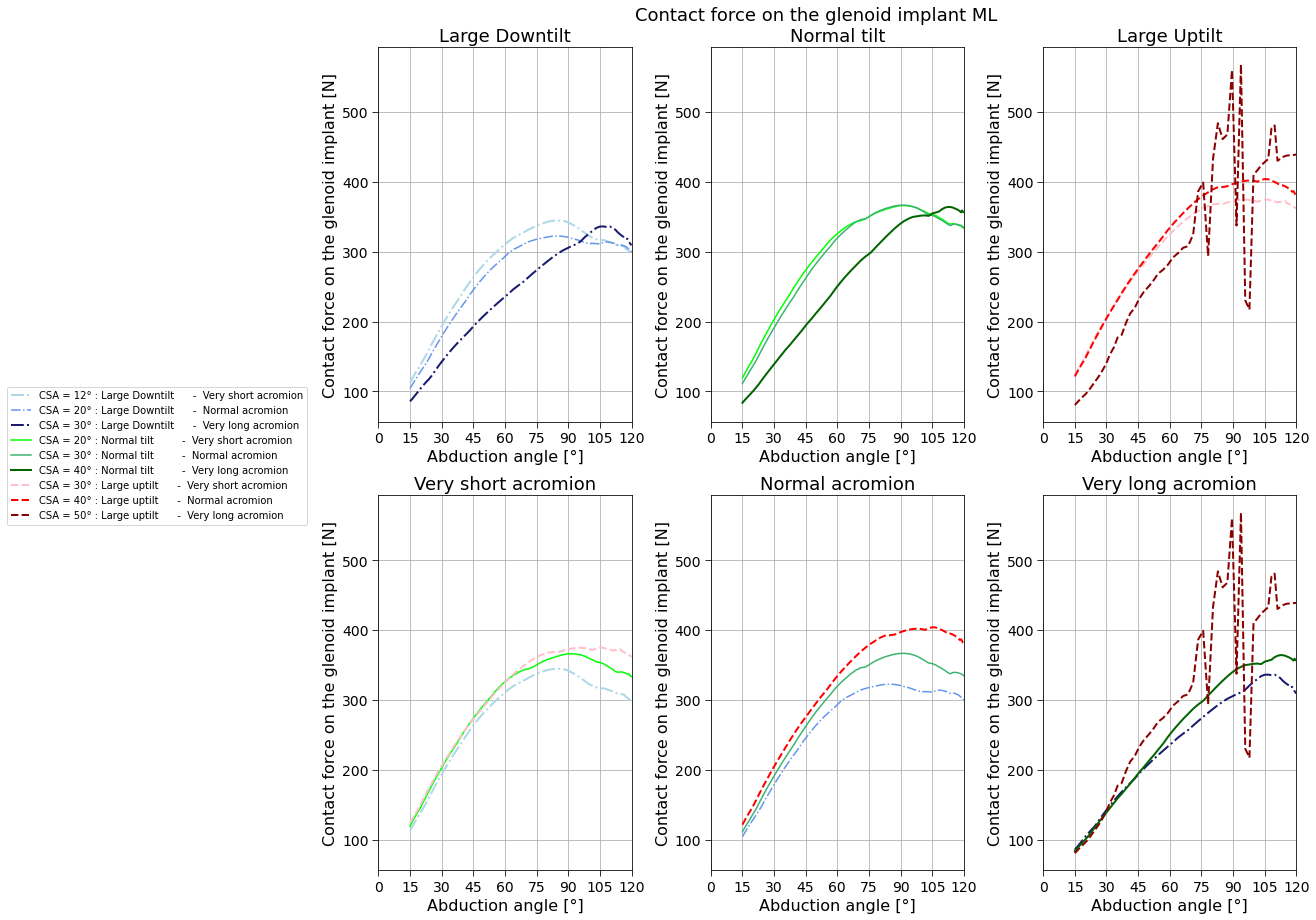 Contact force on the glenoid implant ML
Large Downtilt
Normal tilt
Large Uptilt
Contact force on the glenoid implant [N]
500
400
300
200
100
0 15 30 45 60 75 90 105 120
Abduction angle [°]
Contact force on the glenoid implant [N]
500
400
300
200
100
0 15 30 45 60 75 90 105 120
Abduction angle [°]
Contact force on the glenoid implant [N]
500
400
300
200
100
0 15 30 45 60 75 90 105 120
Abduction angle [°]
CSA = 12° : Large Downtilt - Very short acromion
CSA = 20° : Large Downtilt - Normal acromion
CSA = 30° : Large Downtilt - Very long acromion
CSA = 20° : Normal tilt - Very short acromion
CSA = 30° : Normal tilt - Normal acromion
CSA = 40° : Normal tilt - Very long acromion
CSA = 30° : Large uptilt - Very short acromion
CSA = 40° : Large uptilt - Normal acromion
CSA = 50° : Large uptilt - Very long acromion
Very short acromion
Normal acromion
Very long acromion
Contact force on the glenoid implant [N]
500
400
300
200
100
0 15 30 45 60 75 90 105 120
Abduction angle [°]
Contact force on the glenoid implant [N]
500
400
300
200
100
0 15 30 45 60 75 90 105 120
Abduction angle [°]
Contact force on the glenoid implant [N]
500
400
300
200
100
0 15 30 45 60 75 90 105 120
Abduction angle [°]